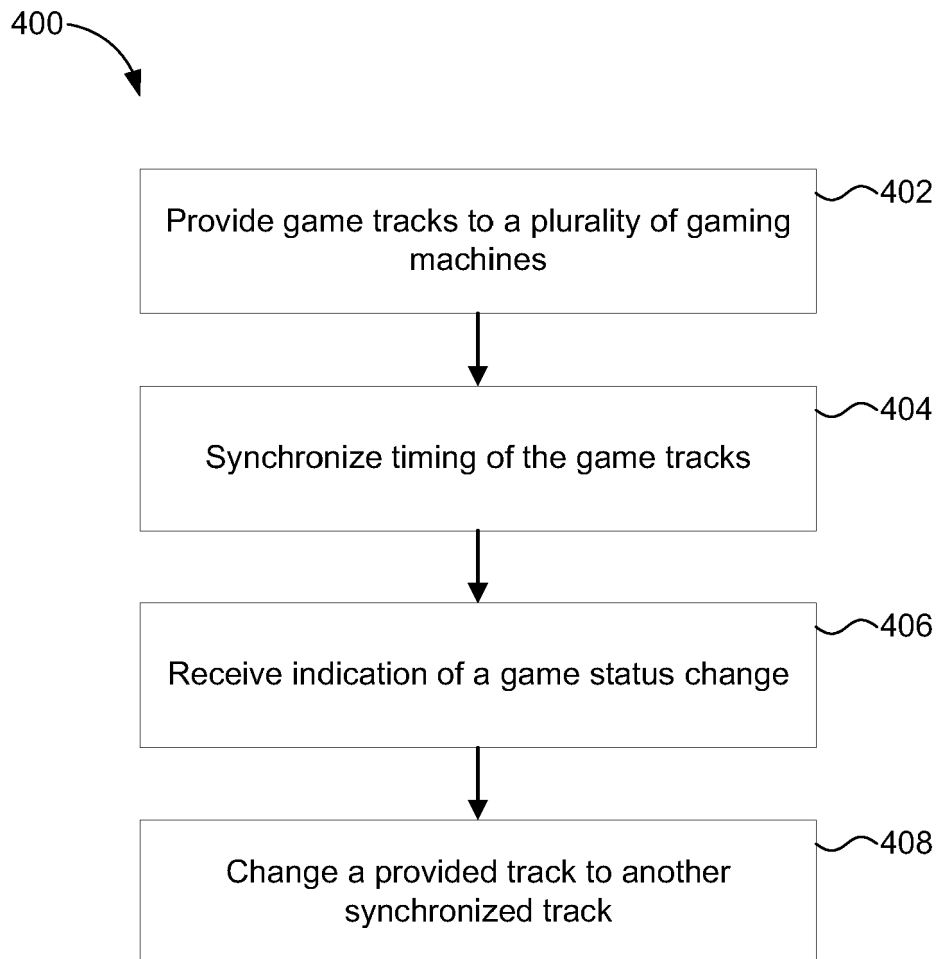 400
402
Provide game tracks to a plurality of gaming
machines
404
Synchronize timing of the game tracks
406
Receive indication of a game status change
408
Change a provided track to another
synchronized track